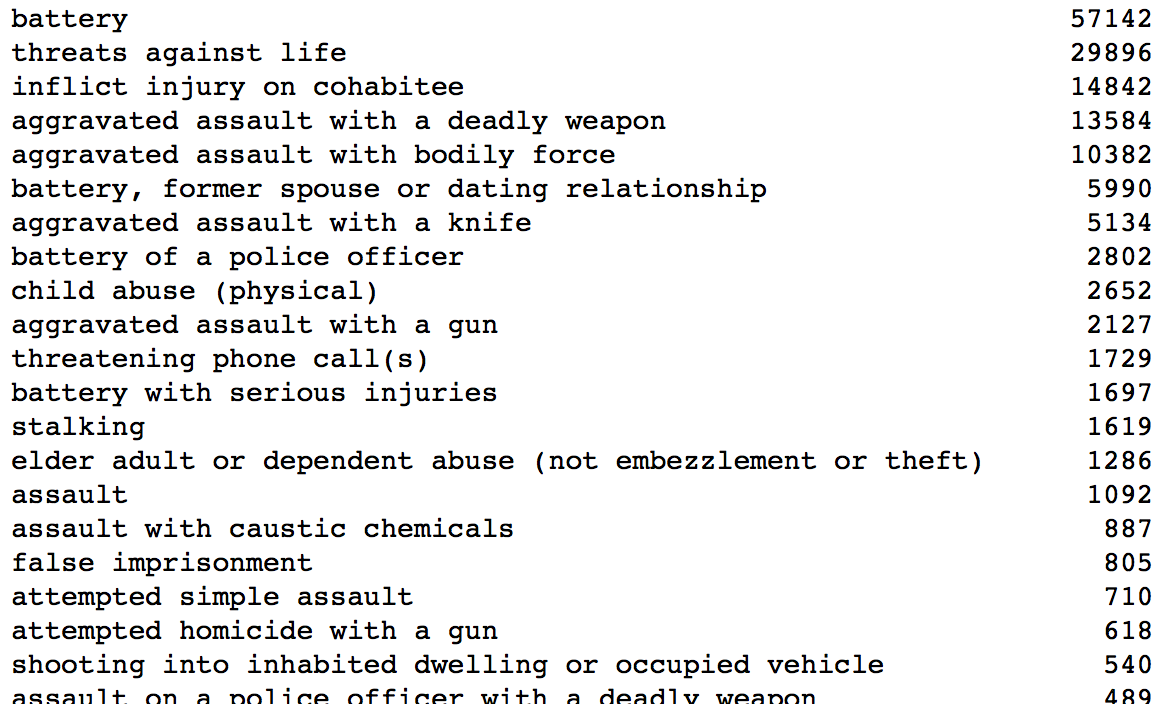 battery 57142
threats against life 29896
inflict injury on cohabitee 14842
aggravated assault with a deadly weapon 13584
aggravated assault with bodily force 10382
battery, former spouse or dating relationship 5990
aggravated assault with a knife 5134
battery of a police officer 2802
child abuse (physical) 2652
aggravated assault with a gun 2127
threatening phone call(s) 1729
battery with serious injuries 1697
stalking 1619
elder adult or dependent abuse (not embezzlement or theft) 1286
assault 1092
assault with caustic chemicals 887
false imprisonment 805
attempted simple assault 710
attempted homicide with a gun 618
shooting into inhabited dwelling or occupied vehicle 540
assault on a police officer with a deadly weapon 489